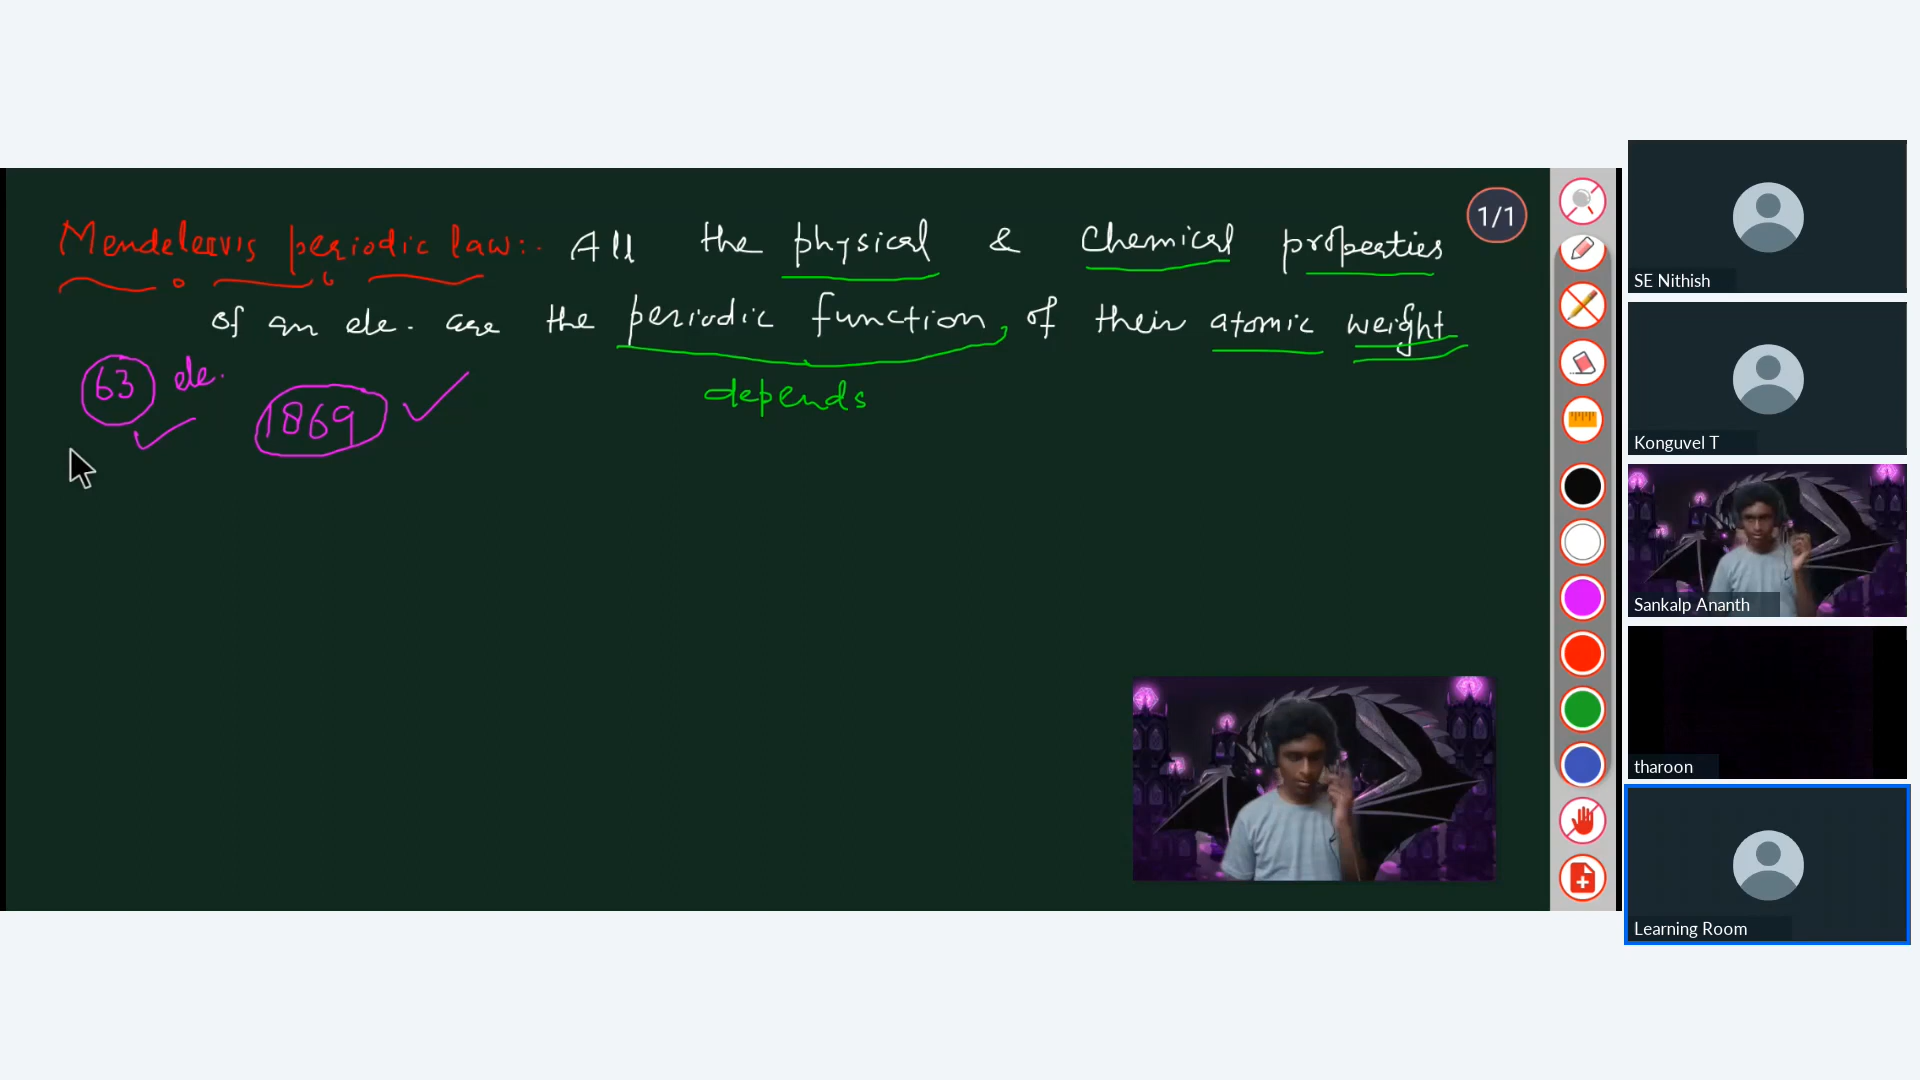 Mendeleevis periodic law:- All the physical & Chemical properties
of an ele. are the periodic function, of their atomic weight
63 ele.
depends
1869
1/1
SE Nithish
Konguvel T
Sankalp Ananth
tharoon
Learning Room